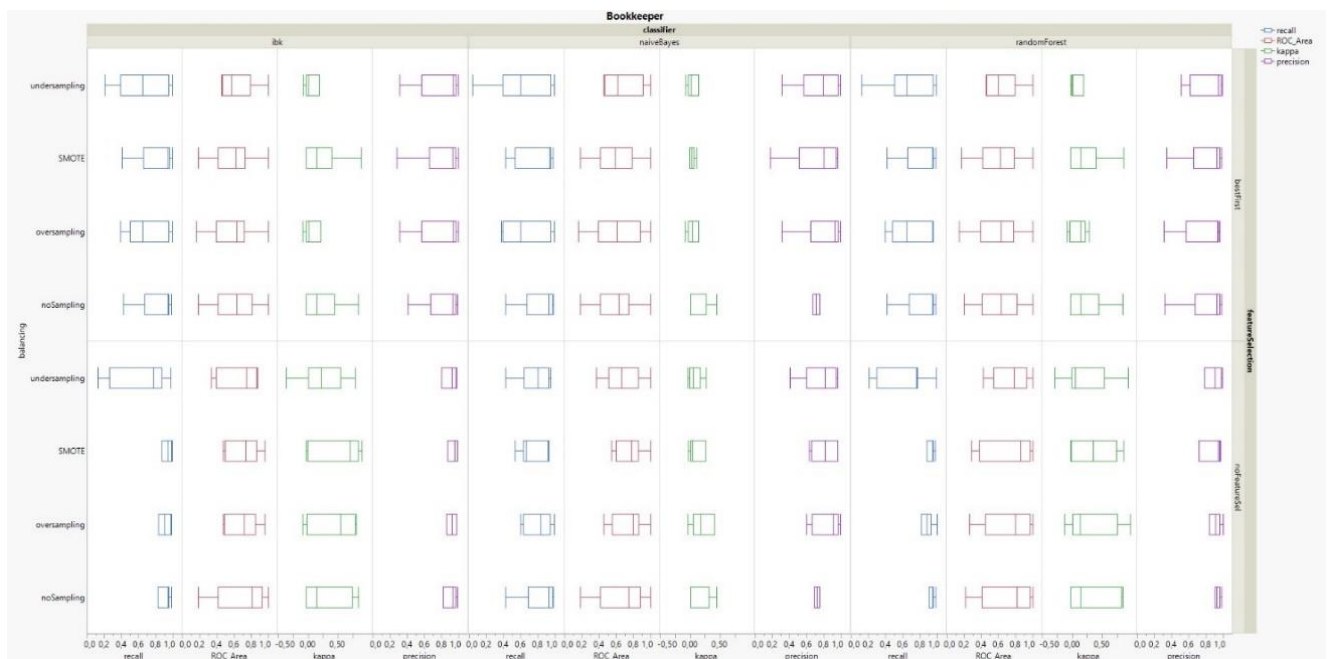 Bookkeeper
classifier
ibk naiveBayes randomForest
recall
ROC_Area
kappa
precision
undersampling
SMOTE
oversampling
noSampling
undersampling
SMOTE
oversampling
noSampling
balancing
bestFirst
noFeatureSel
featureSelection
0,0 0,2 0,4 0,6 0,8 1,0 0,0 0,2 0,4 0,6 0,8 1,0 -0,50 0,00 0,50 0,0 0,2 0,4 0,6 0,8 1,0 0,0 0,2 0,4 0,6 0,8 1,0 0,0 0,2 0,4 0,6 0,8 1,0 -0,50 0,00 0,50 0,0 0,2 0,4 0,6 0,8 1,0 0,0 0,2 0,4 0,6 0,8 1,0 0,0 0,2 0,4 0,6 0,8 1,0 -0,50 0,00 0,50 0,0 0,2 0,4 0,6 0,8 1,0
recall ROC_Area kappa precision recall ROC_Area kappa precision recall ROC_Area kappa precision